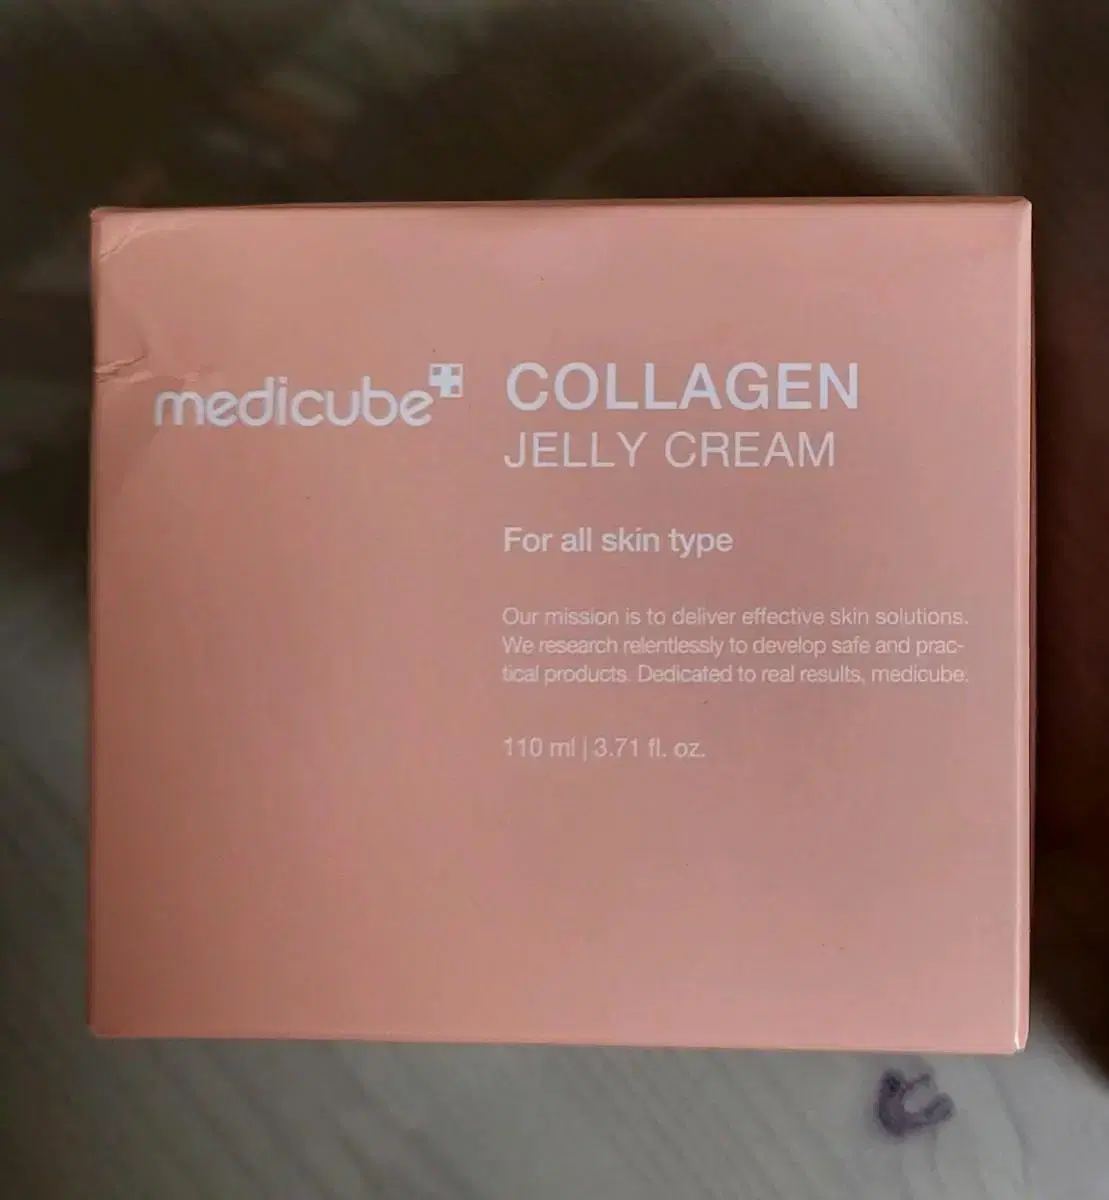 medicube
COLLAGEN
JELLY CREAM
For all skin type
Our mission is to deliver effective skin solutions.
We research relentlessly to develop safe and prac-
tical products. Dedicated to real results, medicube.
110 ml | 3.71 fl. oz.